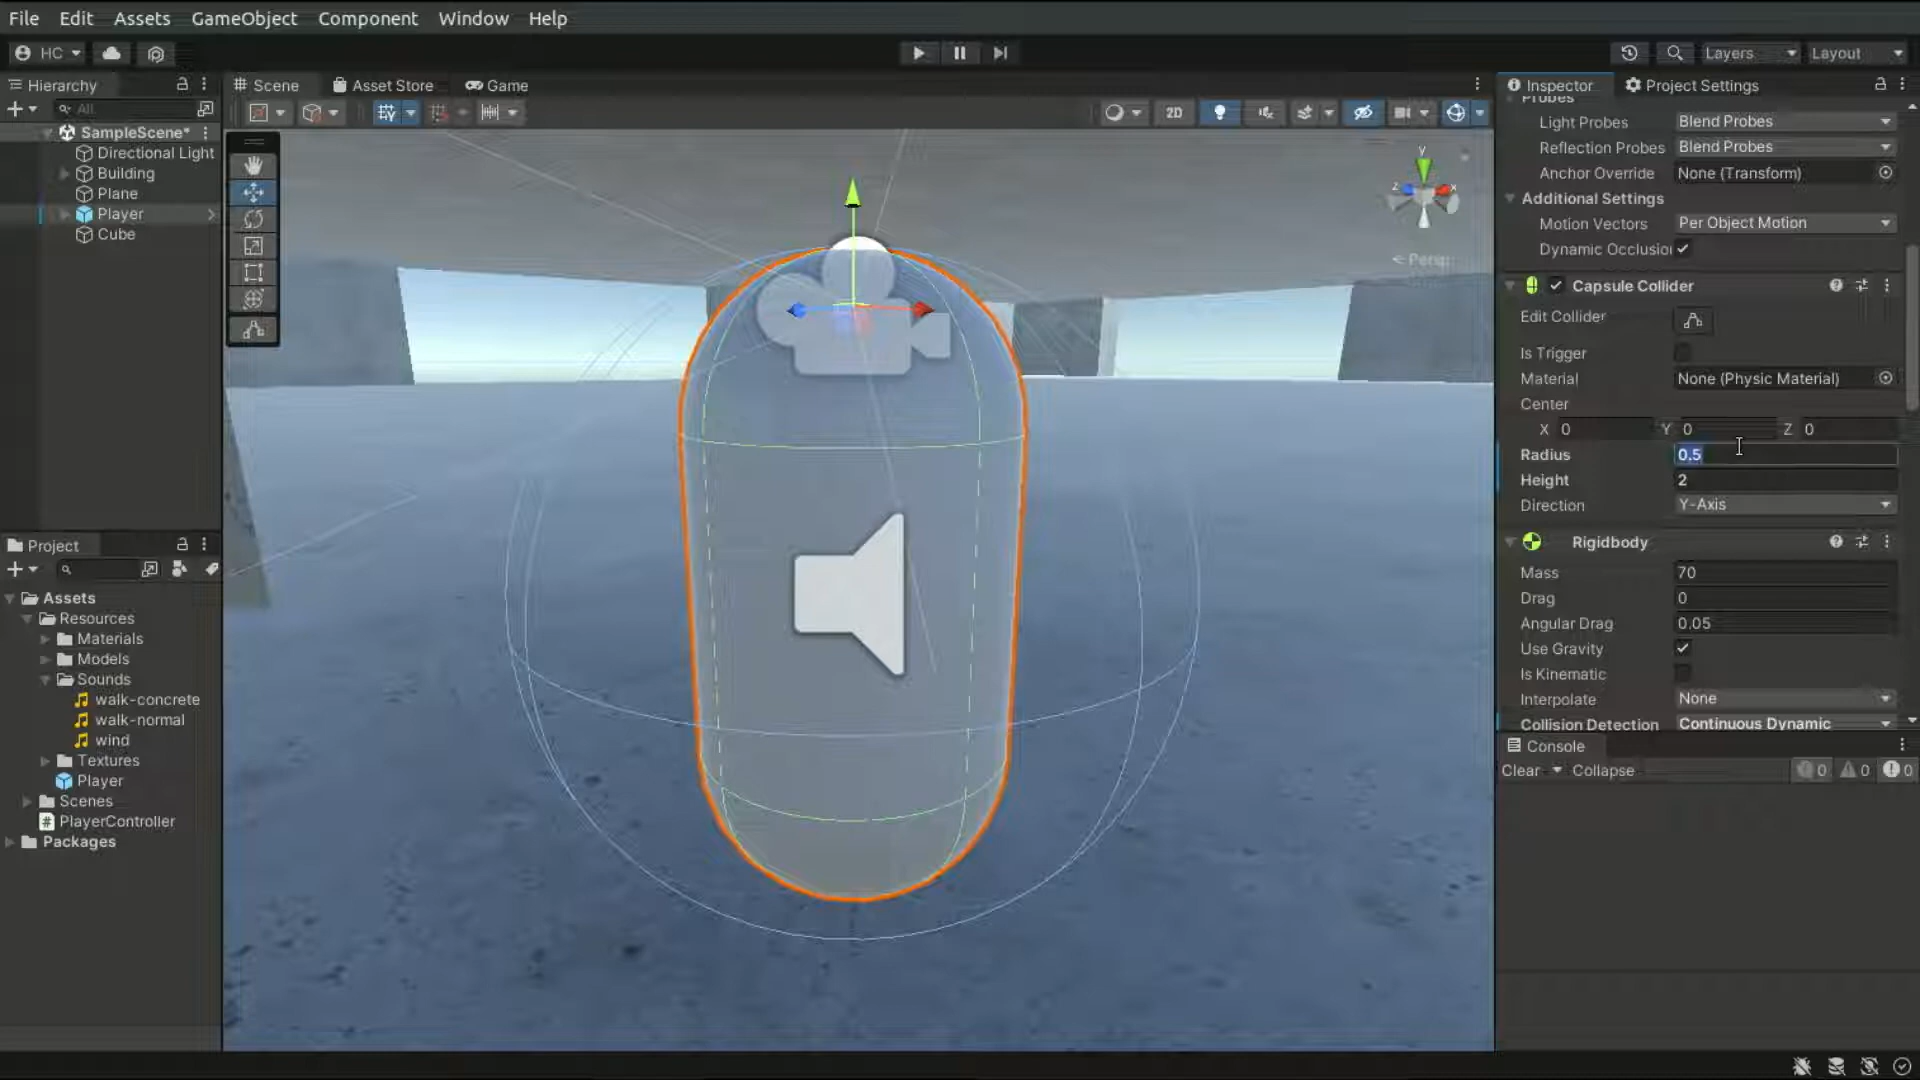 File Edit Assets GameObject Component Window Help
HC Layers Layout
Hierarchy
All
SampleScene*
Directional Light
Building
Plane
Player
Cube
Scene Asset Store Game
2D
y
z x
Persp
Project
Assets
Resources
Materials
Models
Sounds
walk-concrete
walk-normal
wind
Textures
Player
Scenes
PlayerController
Packages
Inspector Project Settings
Probes
Light Probes Blend Probes
Reflection Probes Blend Probes
Anchor Override None (Transform)
Additional Settings
Motion Vectors Per Object Motion
Dynamic Occlusion
Capsule Collider
Edit Collider
Is Trigger
Material None (Physic Material)
Center
X 0 Y 0 Z 0
Radius 0.5
Height 2
Direction Y-Axis
Rigidbody
Mass 70
Drag 0
Angular Drag 0.05
Use Gravity
Is Kinematic
Interpolate None
Collision Detection Continuous Dynamic
Console
Clear Collapse 0 0 0